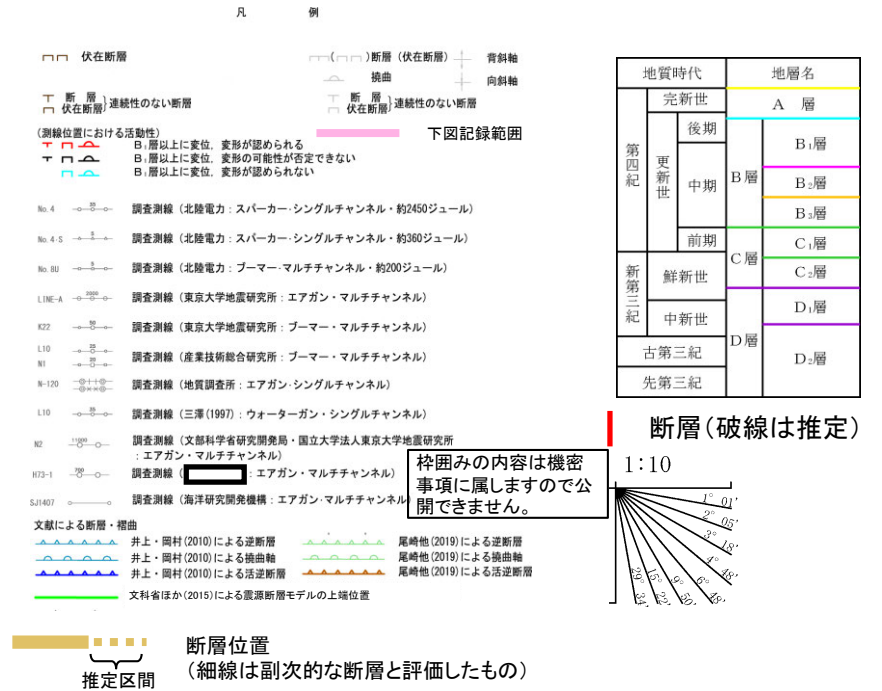 凡 例
伏在断層
( )断層(伏在断層) 背斜軸
撓曲 向斜軸
断 層
伏在断層}連続性のない断層
断 層
伏在断層}連続性のない断層
(測線位置における活動性)
下図記録範囲
B₁層以上に変位，変形が認められる
B₁層以上に変位，変形の可能性が否定できない
B₁層以上に変位，変形が認められない
No.4 20 調査測線(北陸電力：スパーカー・シングルチャンネル・約2450ジュール)
No.4-S 5 調査測線(北陸電力：スパーカー・シングルチャンネル・約360ジュール)
No.8U 5 調査測線(北陸電力：ブーマー・マルチチャンネル・約200ジュール)
LINE-A 2000 調査測線(東京大学地震研究所：エアガン・マルチチャンネル)
K22 50 調査測線(東京大学地震研究所：ブーマー・マルチチャンネル)
L10 N1 調査測線(産業技術総合研究所：ブーマー・マルチチャンネル)
N-120 調査測線(地質調査所：エアガン・シングルチャンネル)
L10 35 調査測線(三澤(1997)：ウォーターガン・シングルチャンネル)
N2 11000 調査測線(文部科学省研究開発局・国立大学法人東京大学地震研究所
：エアガン・マルチチャンネル)
H73-1 700 調査測線( ：エアガン・マルチチャンネル)
SJ1407 調査測線(海洋研究開発機構：エアガン・マルチチャンネル)
文献による断層・褶曲
井上・岡村(2010)による逆断層 尾崎他(2019)による逆断層
井上・岡村(2010)による撓曲軸 尾崎他(2019)による撓曲軸
井上・岡村(2010)による活逆断層 尾崎他(2019)による活逆断層
文科省ほか(2015)による震源断層モデルの上端位置
断層位置
(細線は副次的な断層と評価したもの)
推定区間
地質時代 地層名
第四紀
完新世
A 層
更新世
後期
中期
前期
B層
B₁層
B₂層
B₃層
新第三紀
鮮新世
中新世
C層
C₁層
C₂層
D層
D₁層
D₂層
古第三紀
先第三紀
断層(破線は推定)
枠囲みの内容は機密
事項に属しますので公
開できません。
1:10
1° 01'
2° 05'
3° 18'
4° 48'
6° 48'
9° 50'
15° 22'
29° 34'